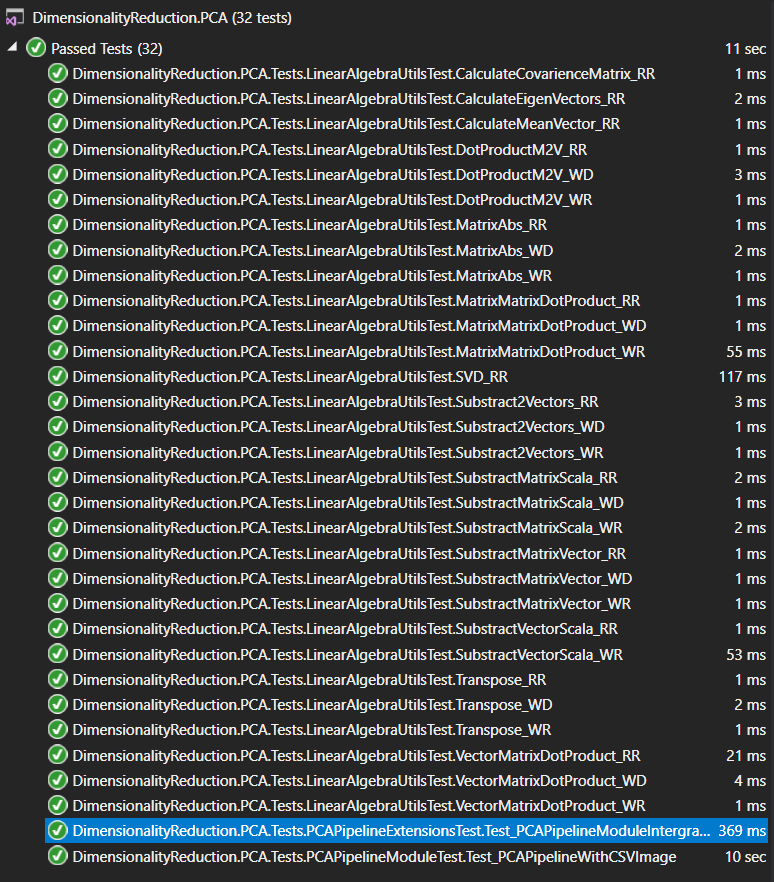 DimensionalityReduction.PCA (32 tests)
Passed Tests (32) 11 sec
DimensionalityReduction.PCA.Tests.LinearAlgebraUtilsTest.CalculateCovarienceMatrix_RR 1 ms
DimensionalityReduction.PCA.Tests.LinearAlgebraUtilsTest.CalculateEigenVectors_RR 2 ms
DimensionalityReduction.PCA.Tests.LinearAlgebraUtilsTest.CalculateMeanVector_RR 1 ms
DimensionalityReduction.PCA.Tests.LinearAlgebraUtilsTest.DotProductM2V_RR 1 ms
DimensionalityReduction.PCA.Tests.LinearAlgebraUtilsTest.DotProductM2V_WD 3 ms
DimensionalityReduction.PCA.Tests.LinearAlgebraUtilsTest.DotProductM2V_WR 1 ms
DimensionalityReduction.PCA.Tests.LinearAlgebraUtilsTest.MatrixAbs_RR 1 ms
DimensionalityReduction.PCA.Tests.LinearAlgebraUtilsTest.MatrixAbs_WD 2 ms
DimensionalityReduction.PCA.Tests.LinearAlgebraUtilsTest.MatrixAbs_WR 1 ms
DimensionalityReduction.PCA.Tests.LinearAlgebraUtilsTest.MatrixMatrixDotProduct_RR 1 ms
DimensionalityReduction.PCA.Tests.LinearAlgebraUtilsTest.MatrixMatrixDotProduct_WD 1 ms
DimensionalityReduction.PCA.Tests.LinearAlgebraUtilsTest.MatrixMatrixDotProduct_WR 55 ms
DimensionalityReduction.PCA.Tests.LinearAlgebraUtilsTest.SVD_RR 117 ms
DimensionalityReduction.PCA.Tests.LinearAlgebraUtilsTest.Substract2Vectors_RR 3 ms
DimensionalityReduction.PCA.Tests.LinearAlgebraUtilsTest.Substract2Vectors_WD 1 ms
DimensionalityReduction.PCA.Tests.LinearAlgebraUtilsTest.Substract2Vectors_WR 1 ms
DimensionalityReduction.PCA.Tests.LinearAlgebraUtilsTest.SubstractMatrixScala_RR 2 ms
DimensionalityReduction.PCA.Tests.LinearAlgebraUtilsTest.SubstractMatrixScala_WD 1 ms
DimensionalityReduction.PCA.Tests.LinearAlgebraUtilsTest.SubstractMatrixScala_WR 2 ms
DimensionalityReduction.PCA.Tests.LinearAlgebraUtilsTest.SubstractMatrixVector_RR 1 ms
DimensionalityReduction.PCA.Tests.LinearAlgebraUtilsTest.SubstractMatrixVector_WD 1 ms
DimensionalityReduction.PCA.Tests.LinearAlgebraUtilsTest.SubstractMatrixVector_WR 1 ms
DimensionalityReduction.PCA.Tests.LinearAlgebraUtilsTest.SubstractVectorScala_RR 1 ms
DimensionalityReduction.PCA.Tests.LinearAlgebraUtilsTest.SubstractVectorScala_WR 53 ms
DimensionalityReduction.PCA.Tests.LinearAlgebraUtilsTest.Transpose_RR 1 ms
DimensionalityReduction.PCA.Tests.LinearAlgebraUtilsTest.Transpose_WD 2 ms
DimensionalityReduction.PCA.Tests.LinearAlgebraUtilsTest.Transpose_WR 1 ms
DimensionalityReduction.PCA.Tests.LinearAlgebraUtilsTest.VectorMatrixDotProduct_RR 21 ms
DimensionalityReduction.PCA.Tests.LinearAlgebraUtilsTest.VectorMatrixDotProduct_WD 4 ms
DimensionalityReduction.PCA.Tests.LinearAlgebraUtilsTest.VectorMatrixDotProduct_WR 1 ms
DimensionalityReduction.PCA.Tests.PCAPipelineExtensionsTest.Test_PCAPipelineModuleIntergra... 369 ms
DimensionalityReduction.PCA.Tests.PCAPipelineModuleTest.Test_PCAPipelineWithCSVImage 10 sec